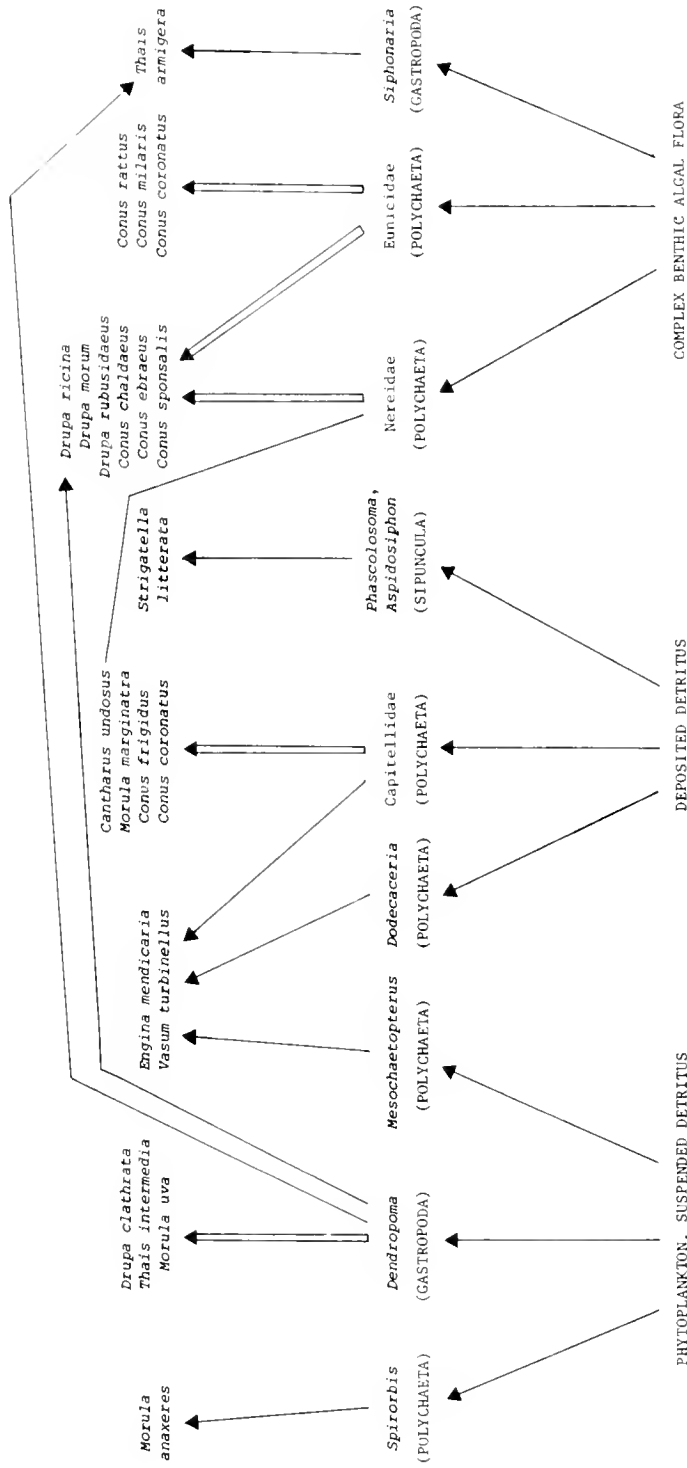 Morula
anaxeres
Drupa clathrata
Thais intermedia
Morula uva
Engina mendicaria
Vasum turbinellus
Cantharus undosus
Morula marginatra
Conus frigidus
Conus coronatus
Strigatella
litterata
Drupa ricina
Drupa morum
Drupa rubusidaeus
Conus chaldaeus
Conus ebraeus
Conus sponsalis
Conus rattus
Conus milaris
Conus coronatus
Thais
armigera
Spirorbis
(POLYCHAETA)
Dendropoma
(GASTROPODA)
Mesochaetopterus
(POLYCHAETA)
Dodecaceria
(POLYCHAETA)
Capitellidae
(POLYCHAETA)
Phascolosoma,
Aspidosiphon
(SIPUNCULA)
Nereidae
(POLYCHAETA)
Eunicidae
(POLYCHAETA)
Siphonaria
(GASTROPODA)
PHYTOPLANKTON, SUSPENDED DETRITUS
DEPOSITED DETRITUS
COMPLEX BENTHIC ALGAL FLORA